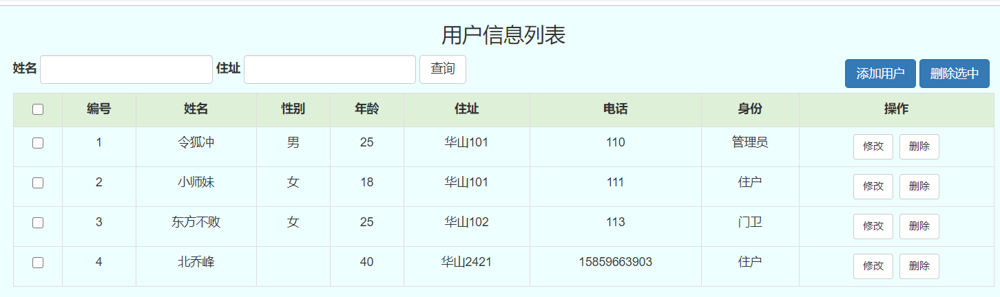 用户信息列表
姓名 住址 查询 添加用户 删除选中
编号 姓名 性别 年龄 住址 电话 身份 操作
1 令狐冲 男 25 华山101 110 管理员 修改 删除
2 小师妹 女 18 华山101 111 住户 修改 删除
3 东方不败 女 25 华山102 113 门卫 修改 删除
4 北乔峰 40 华山2421 15859663903 住户 修改 删除